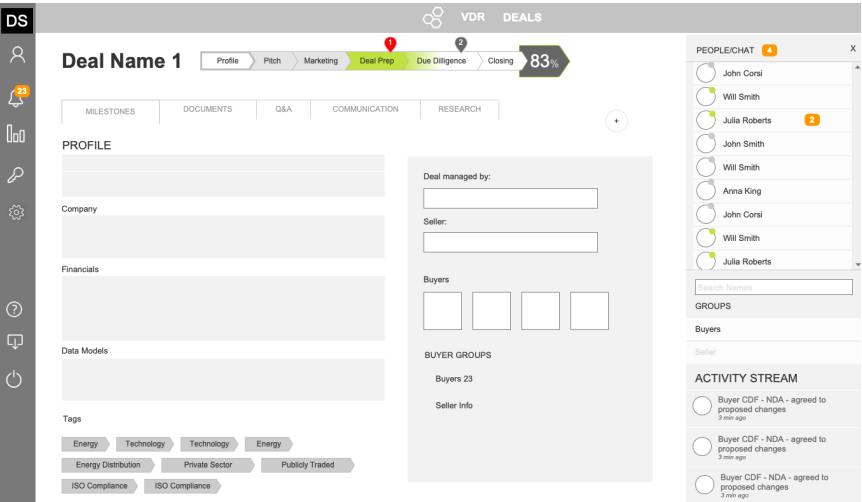 DS
VDR DEALS
23
Deal Name 1
Profile
Pitch
Marketing
1
Deal Prep
2
Due Dilligence
Closing
83%
MILESTONES
DOCUMENTS
Q&A
COMMUNICATION
RESEARCH
+
PROFILE
Company
Financials
Data Models
Tags
Energy
Technology
Technology
Energy
Energy Distribution
Private Sector
Publicly Traded
ISO Compliance
ISO Compliance
Deal managed by:
Seller:
Buyers
BUYER GROUPS
Buyers 23
Seller Info
PEOPLE/CHAT 4 X
John Corsi
Will Smith
Julia Roberts 2
John Smith
Will Smith
Anna King
John Corsi
Will Smith
Julia Roberts
Search Names
GROUPS
Buyers
Seller
ACTIVITY STREAM
Buyer CDF - NDA - agreed to
proposed changes
3 min ago
Buyer CDF - NDA - agreed to
proposed changes
3 min ago
Buyer CDF - NDA - agreed to
proposed changes
3 min ago